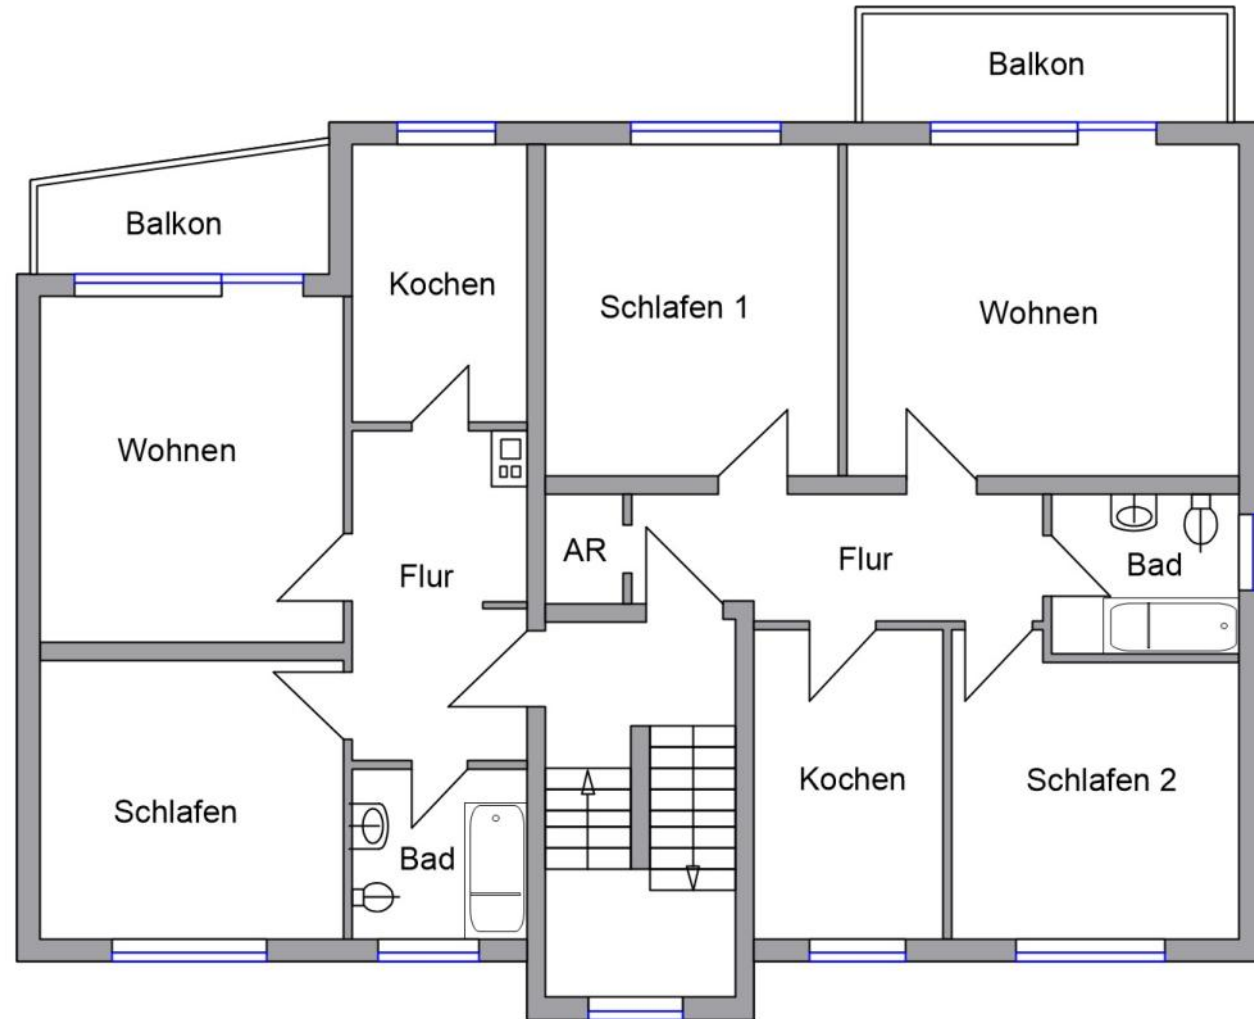 Balkon
Balkon
Kochen
Schlafen 1
Wohnen
Wohnen
AR
Flur
Bad
Flur
Kochen
Schlafen 2
Schlafen
Bad